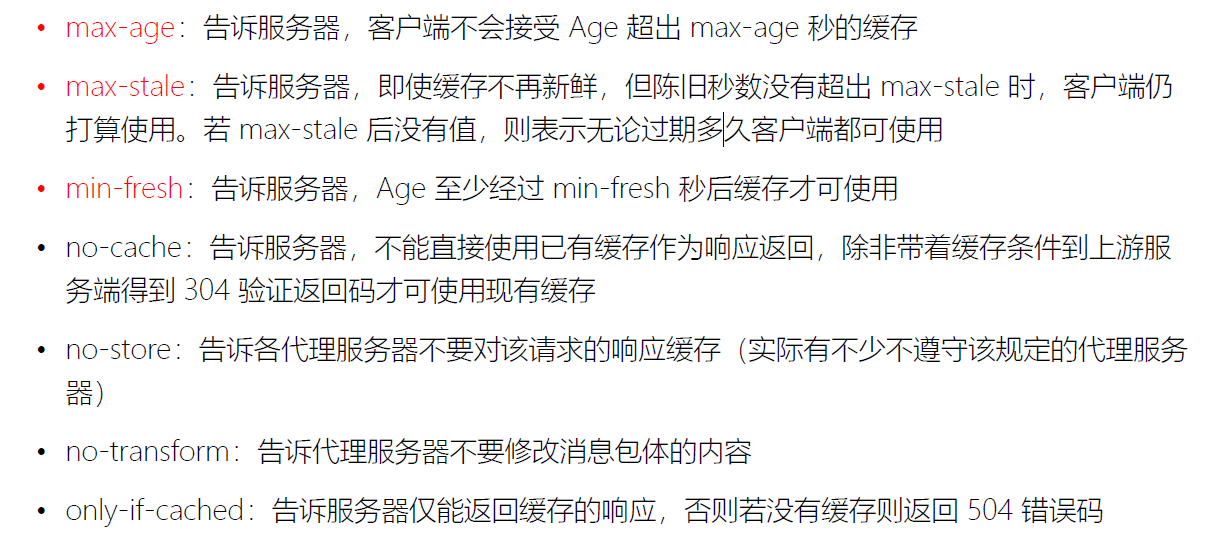 • max-age：告诉服务器，客户端不会接受 Age 超出 max-age 秒的缓存
• max-stale：告诉服务器，即使缓存不再新鲜，但陈旧秒数没有超出 max-stale 时，客户端仍
打算使用。若 max-stale 后没有值，则表示无论过期多久客户端都可使用
• min-fresh：告诉服务器，Age 至少经过 min-fresh 秒后缓存才可使用
• no-cache：告诉服务器，不能直接使用已有缓存作为响应返回，除非带着缓存条件到上游服
务端得到 304 验证返回码才可使用现有缓存
• no-store：告诉各代理服务器不要对该请求的响应缓存（实际有不少不遵守该规定的代理服务
器）
• no-transform：告诉代理服务器不要修改消息包体的内容
• only-if-cached：告诉服务器仅能返回缓存的响应，否则若没有缓存则返回 504 错误码